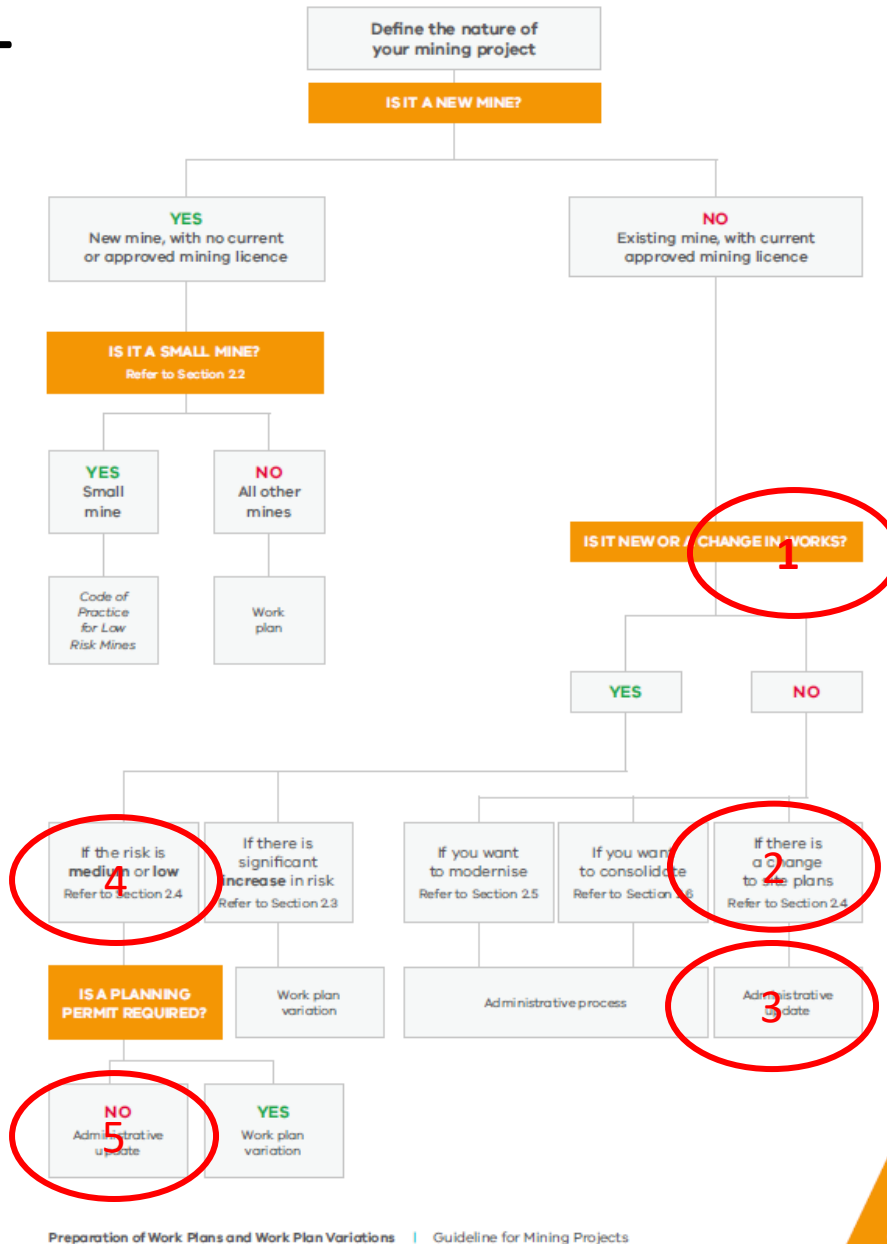 Define the nature of
your mining project
IS IT A NEW MINE?
YES
New mine, with no current
or approved mining licence
NO
Existing mine, with current
approved mining licence
IS IT A SMALL MINE?
Refer to Section 2.2
YES
Small
mine
NO
All other
mines
Code of
Practice
for Low
Risk Mines
Work
plan
IS IT NEW OR A CHANGE IN WORKS?
1
YES
NO
If the risk is
medium or low
Refer to Section 2.4
4
If there is
significant
increase in risk
Refer to Section 2.3
If you want
to modernise
Refer to Section 2.5
If you want
to consolidate
Refer to Section 2.6
If there is
a change
to site plans
Refer to Section 2.4
2
IS A PLANNING
PERMIT REQUIRED?
Work plan
variation
Administrative process
Administrative
update
3
NO
Administrative
update
5
YES
Work plan
variation
Preparation of Work Plans and Work Plan Variations | Guideline for Mining Projects